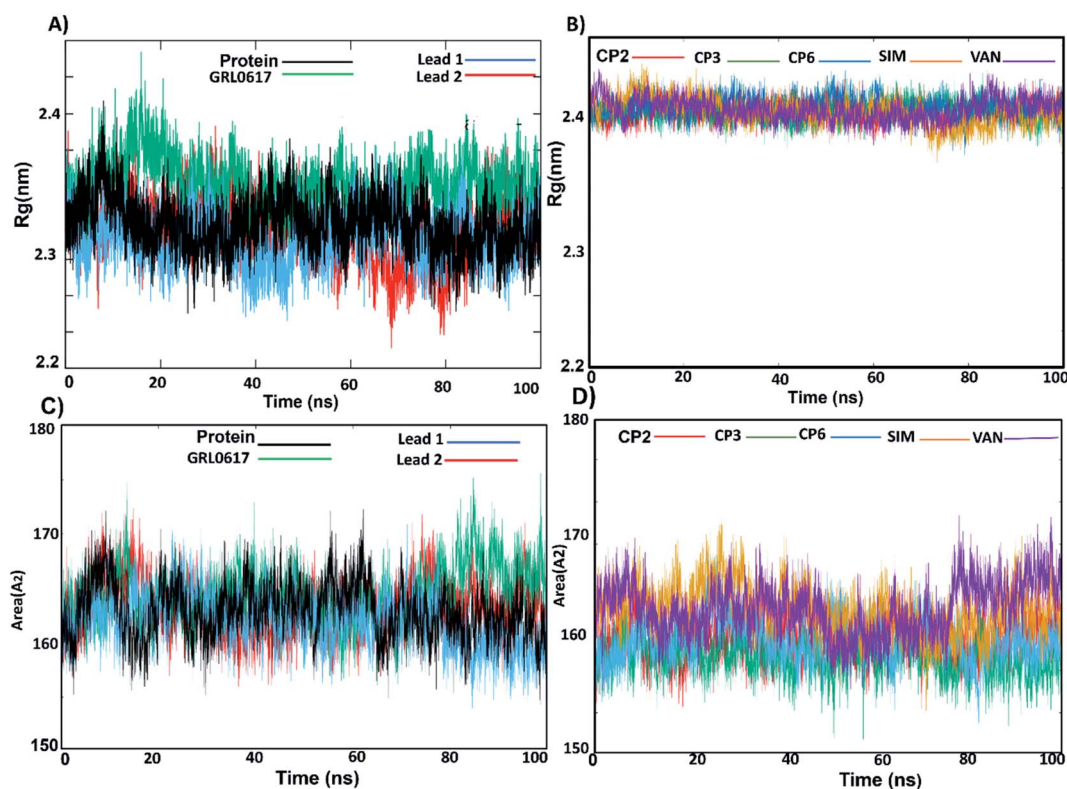 A)
Protein
GRL0617
Lead 1
Lead 2
Rg(nm)
2.4
2.3
2.2
0 20 40 60 80 100
Time (ns)
B)
CP2 CP3 CP6 SIM VAN
Rg(nm)
2.4
2.3
2.2
0 20 40 60 80 100
Time (ns)
C)
Protein
GRL0617
Lead 1
Lead 2
Area(A2)
180
170
160
150
0 20 40 60 80 100
Time (ns)
D)
CP2 CP3 CP6 SIM VAN
Area(A2)
180
170
160
150
0 20 40 60 80 100
Time (ns)